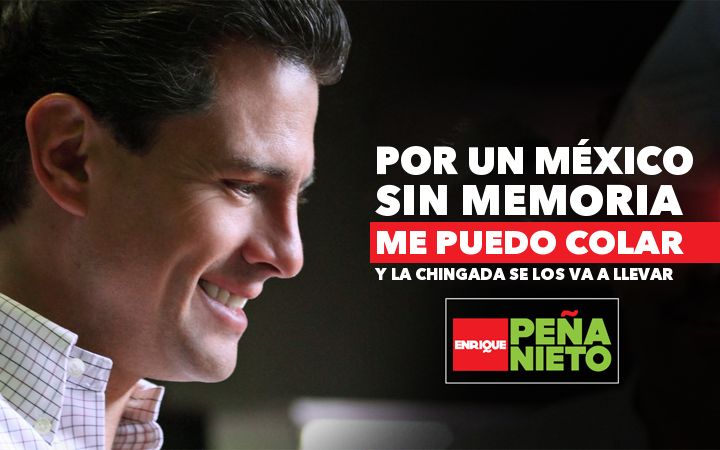 POR UN MÉXICO
SIN MEMORIA
ME PUEDO COLAR
Y LA CHINGADA SE LOS VA A LLEVAR
ENRIQUE
PEÑA
NIETO